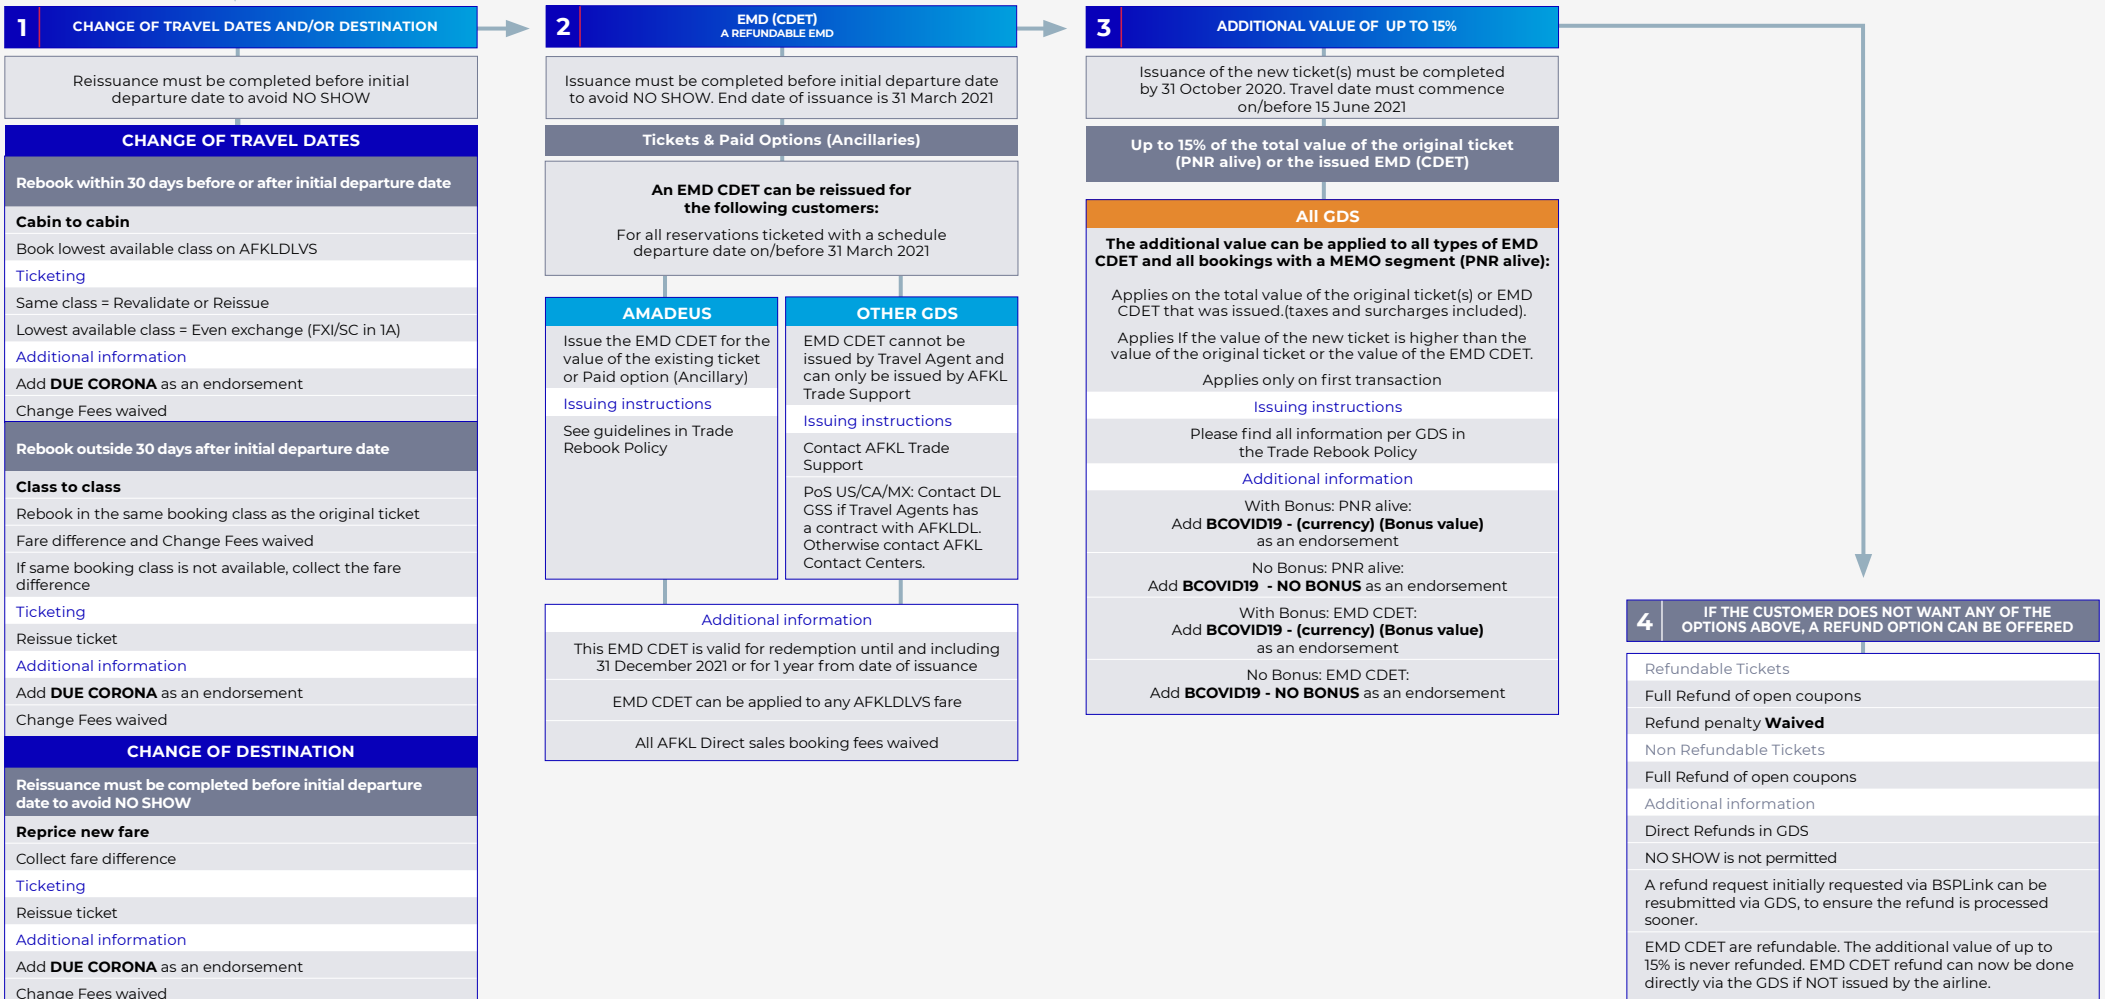 1
CHANGE OF TRAVEL DATES AND/OR DESTINATION
Reissuance must be completed before initial
departure date to avoid NO SHOW
CHANGE OF TRAVEL DATES
Rebook within 30 days before or after initial departure date
Cabin to cabin
Book lowest available class on AFKLDLVS
Ticketing
Same class = Revalidate or Reissue
Lowest available class = Even exchange (FXI/SC in 1A)
Additional information
Add DUE CORONA as an endorsement
Change Fees waived
Rebook outside 30 days after initial departure date
Class to class
Rebook in the same booking class as the original ticket
Fare difference and Change Fees waived
If same booking class is not available, collect the fare
difference
Ticketing
Reissue ticket
Additional information
Add DUE CORONA as an endorsement
Change Fees waived
CHANGE OF DESTINATION
Reissuance must be completed before initial departure
date to avoid NO SHOW
Reprice new fare
Collect fare difference
Ticketing
Reissue ticket
Additional information
Add DUE CORONA as an endorsement
Change Fees waived
2
EMD (CDET)
A REFUNDABLE EMD
Issuance must be completed before initial departure date
to avoid NO SHOW. End date of issuance is 31 March 2021
Tickets & Paid Options (Ancillaries)
An EMD CDET can be reissued for
the following customers:
For all reservations ticketed with a schedule
departure date on/before 31 March 2021
AMADEUS
Issue the EMD CDET for the
value of the existing ticket
or Paid option (Ancillary)
Issuing instructions
See guidelines in Trade
Rebook Policy
OTHER GDS
EMD CDET cannot be
issued by Travel Agent and
can only be issued by AFKL
Trade Support
Issuing instructions
Contact AFKL Trade
Support
PoS US/CA/MX: Contact DL
GSS if Travel Agents has
a contract with AFKLDL.
Otherwise contact AFKL
Contact Centers.
Additional information
This EMD CDET is valid for redemption until and including
31 December 2021 or for 1 year from date of issuance
EMD CDET can be applied to any AFKLDLVS fare
All AFKL Direct sales booking fees waived
3
ADDITIONAL VALUE OF UP TO 15%
Issuance of the new ticket(s) must be completed
by 31 October 2020. Travel date must commence
on/before 15 June 2021
Up to 15% of the total value of the original ticket
(PNR alive) or the issued EMD (CDET)
All GDS
The additional value can be applied to all types of EMD
CDET and all bookings with a MEMO segment (PNR alive):
Applies on the total value of the original ticket(s) or EMD
CDET that was issued.(taxes and surcharges included).
Applies If the value of the new ticket is higher than the
value of the original ticket or the value of the EMD CDET.
Applies only on first transaction
Issuing instructions
Please find all information per GDS in
the Trade Rebook Policy
Additional information
With Bonus: PNR alive:
Add BCOVID19 - (currency) (Bonus value)
as an endorsement
No Bonus: PNR alive:
Add BCOVID19 - NO BONUS as an endorsement
With Bonus: EMD CDET:
Add BCOVID19 - (currency) (Bonus value)
as an endorsement
No Bonus: EMD CDET:
Add BCOVID19 - NO BONUS as an endorsement
4
IF THE CUSTOMER DOES NOT WANT ANY OF THE
OPTIONS ABOVE, A REFUND OPTION CAN BE OFFERED
Refundable Tickets
Full Refund of open coupons
Refund penalty Waived
Non Refundable Tickets
Full Refund of open coupons
Additional information
Direct Refunds in GDS
NO SHOW is not permitted
A refund request initially requested via BSPLink can be
resubmitted via GDS, to ensure the refund is processed
sooner.
EMD CDET are refundable. The additional value of up to
15% is never refunded. EMD CDET refund can now be done
directly via the GDS if NOT issued by the airline.